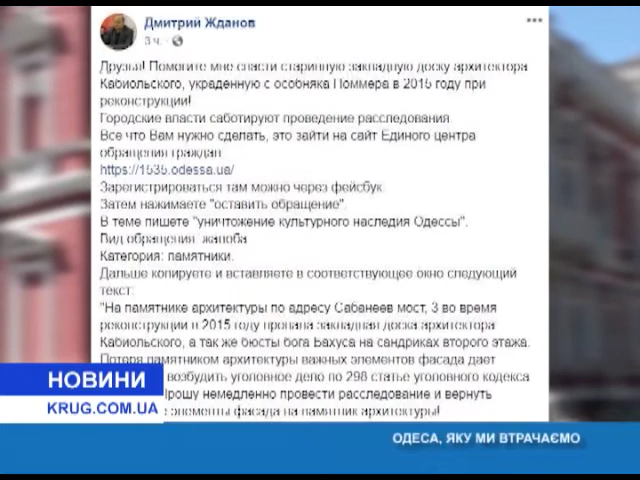 Дмитрий Жданов
3 ч.
Друзья! Помогите мне спасти старинную закладную доску архитектора
Кабиольского, украденную с особняка Поммера в 2015 году при
реконструкции!
Городские власти саботируют проведение расследования.
Все что Вам нужно сделать, это зайти на сайт Единого центра
обращения граждан
https://1535.odessa.ua/
Зарегистрироваться там можно через фейсбук.
Затем нажимаете "оставить обращение".
В теме пишете "уничтожение культурного наследия Одессы".
Вид обращения: жалоба
Категория: памятники.
Дальше копируете и вставляете в соответствующее окно следующий
текст:
"На памятнике архитектуры по адресу Сабанеев мост, 3 во время
реконструкции в 2015 году пропала закладная доска архитектора
Кабиольского, а так же бюсты бога Бахуса на сандриках второго этажа.
Потеря памятником архитектуры важных элементов фасада дает
возбудить уголовное дело по 298 статье уголовного кодекса
Прошу немедленно провести расследование и вернуть
элементы фасада на памятник архитектуры!
НОВИНИ
KRUG.COM.UA
ОДЕСА, ЯКУ МИ ВТРАЧАЄМО